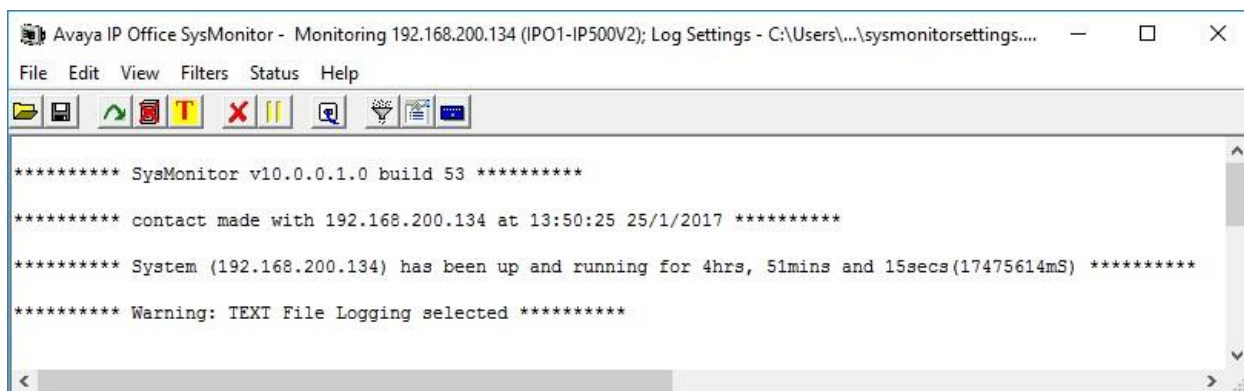 Avaya IP Office SysMonitor - Monitoring 192.168.200.134 (IPO1-IP500V2); Log Settings - C:\Users\...\sysmonitorsettings....
File Edit View Filters Status Help
T
********** SysMonitor v10.0.0.1.0 build 53 **********
********** contact made with 192.168.200.134 at 13:50:25 25/1/2017 **********
********** System (192.168.200.134) has been up and running for 4hrs, 51mins and 15secs(17475614mS) **********
********** Warning: TEXT File Logging selected **********